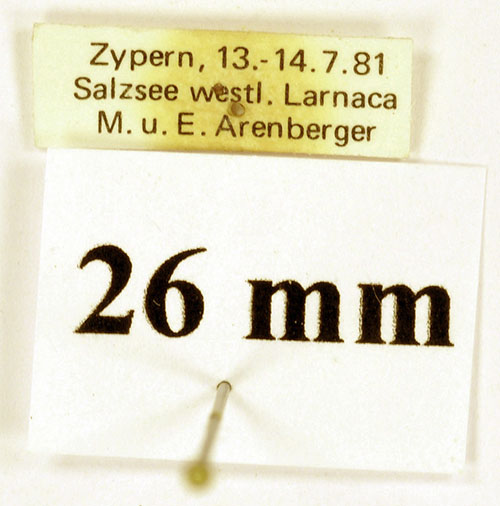 Zypern, 13.-14.7.81
Salzsee westl. Larnaca
M. u. E. Arenberger
26 mm